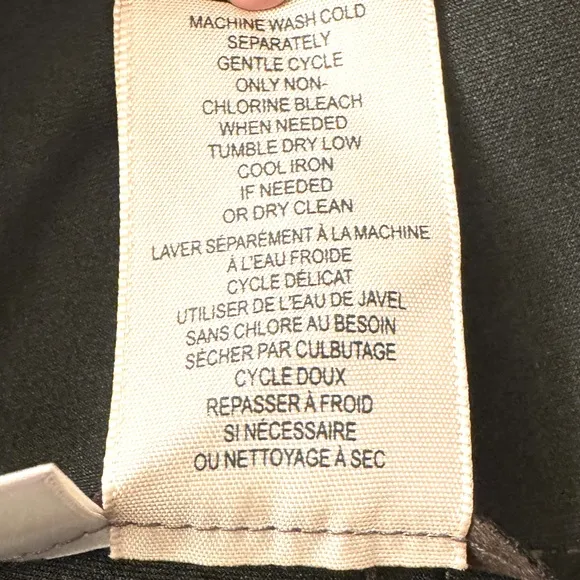 MACHINE WASH COLD
SEPARATELY
GENTLE CYCLE
ONLY NON-
CHLORINE BLEACH
WHEN NEEDED
TUMBLE DRY LOW
COOL IRON
IF NEEDED
OR DRY CLEAN
LAVER SÉPARÉMENT À LA MACHINE
À L'EAU FROIDE
CYCLE DÉLICAT
UTILISER DE L'EAU DE JAVEL
SANS CHLORE AU BESOIN
SÉCHER PAR CULBUTAGE
CYCLE DOUX
REPASSER À FROID
SI NÉCESSAIRE
OU NETTOYAGE À SEC